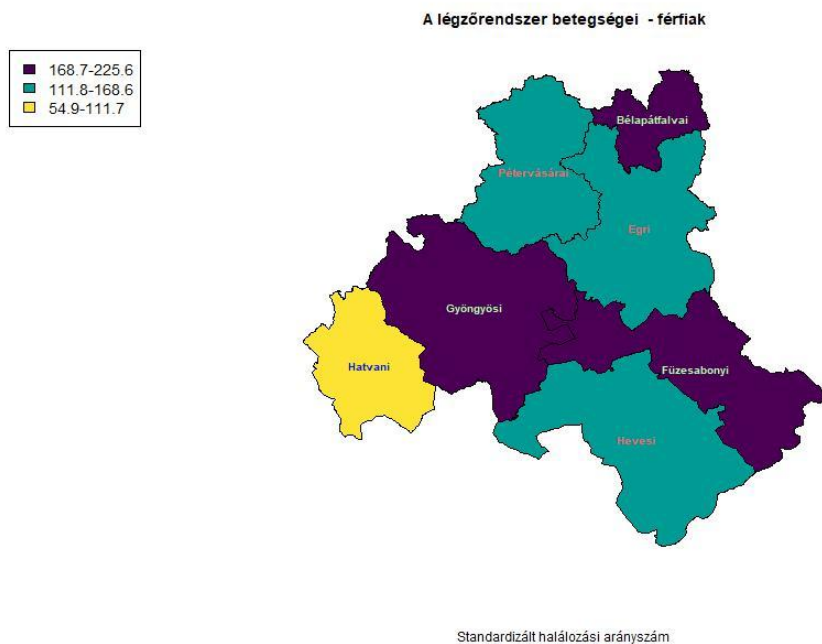 A légzőrendszer betegségei - férfiak
168.7-225.6
111.8-168.6
54.9-111.7
Bélapátfalvai
Pétervásárai
Egri
Gyöngyösi
Hatvani
Füzesabonyi
Hevesi
Standardizált halálozási arányszám